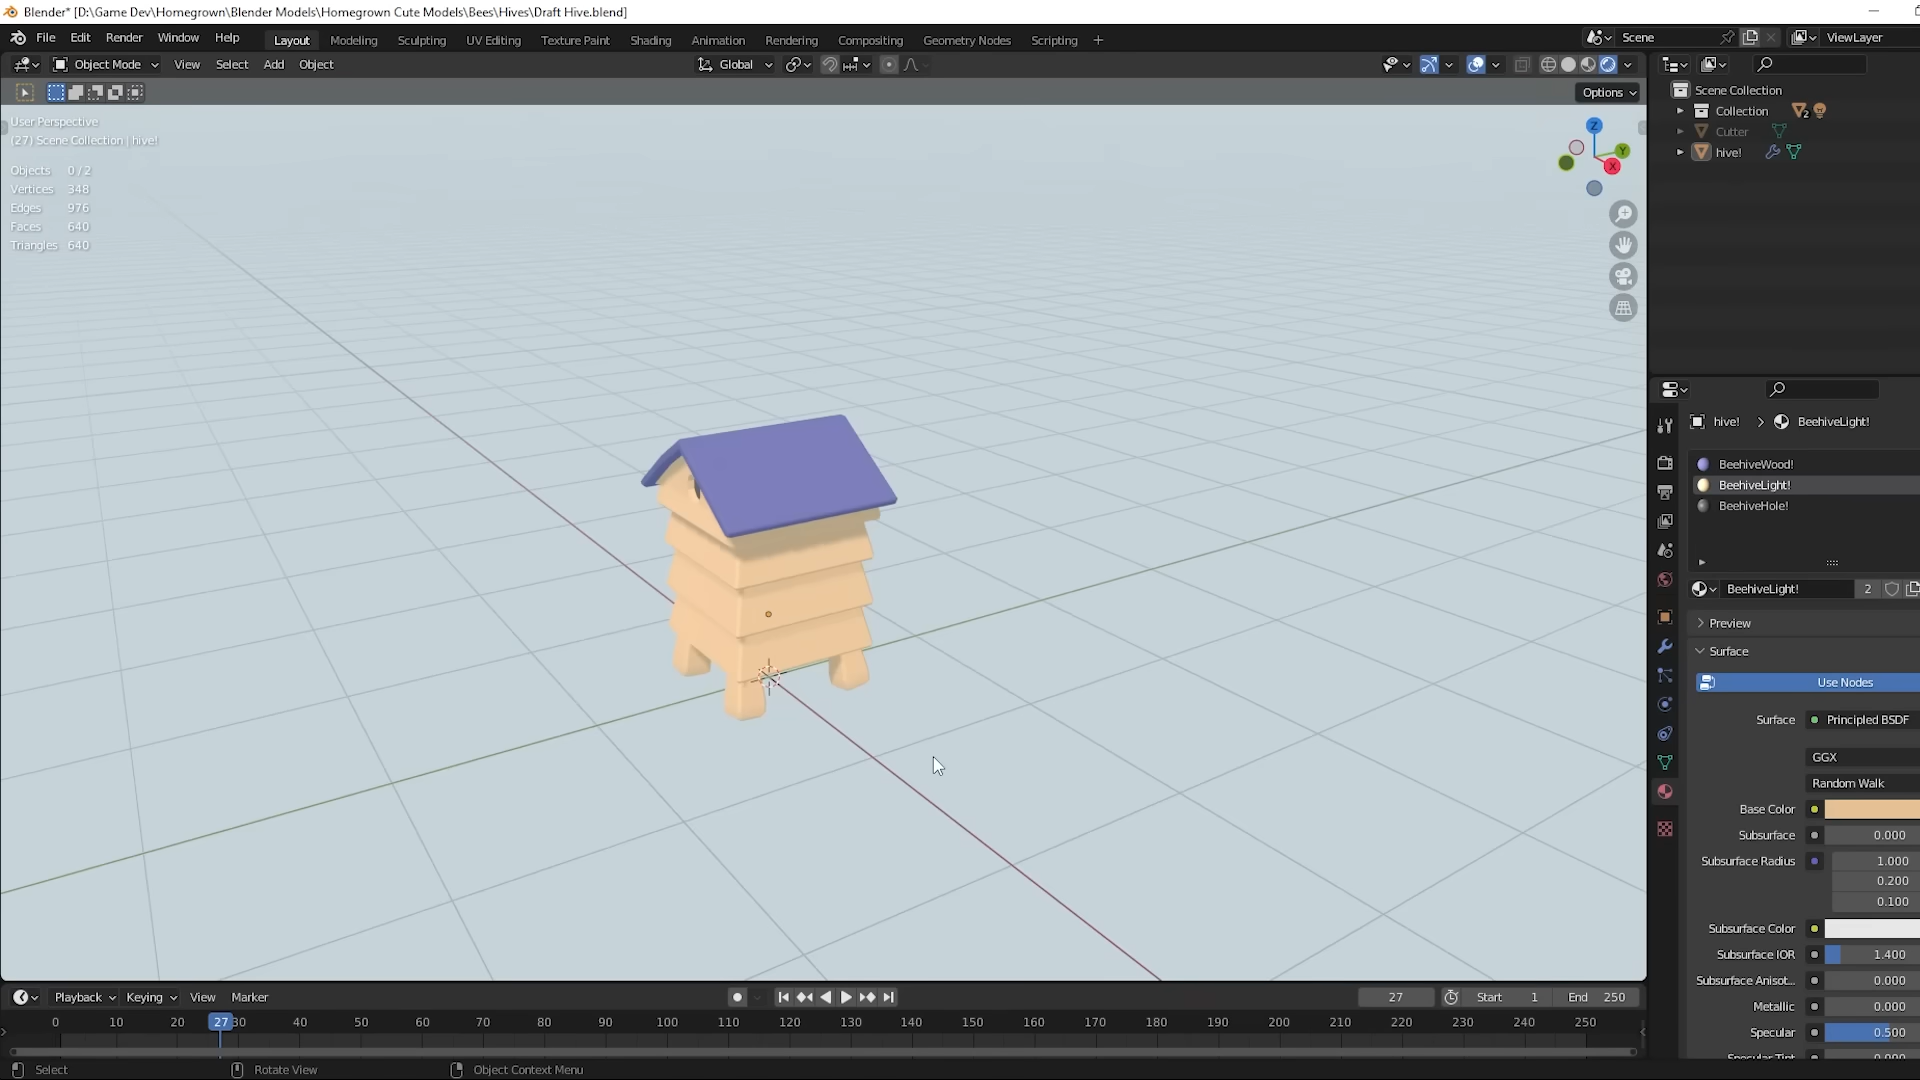 Blender* [D:\Game Dev\Homegrown\Blender Models\Homegrown Cute Models\Bees\Hives\Draft Hive.blend]
File Edit Render Window Help Layout Modeling Sculpting UV Editing Texture Paint Shading Animation Rendering Compositing Geometry Nodes Scripting + Scene ViewLayer
Object Mode View Select Add Object Global
Options
User Perspective
(27) Scene Collection | hive!
Objects 0 / 2
Vertices 348
Edges 976
Faces 640
Triangles 640
Z
Y
X
Scene Collection
Collection 2
Cutter
hive!
hive! > BeehiveLight!
BeehiveWood!
BeehiveLight!
BeehiveHole!
BeehiveLight! 2
Preview
Surface
Use Nodes
Surface Principled BSDF
GGX
Random Walk
Base Color
Subsurface 0.000
Subsurface Radius 1.000
0.200
0.100
Subsurface Color
Subsurface IOR 1.400
Subsurface Anisot... 0.000
Metallic 0.000
Specular 0.500
Specular Tint 0.000
Playback Keying View Marker 27 Start 1 End 250
0 10 20 27 30 40 50 60 70 80 90 100 110 120 130 140 150 160 170 180 190 200 210 220 230 240 250
Select Rotate View Object Context Menu